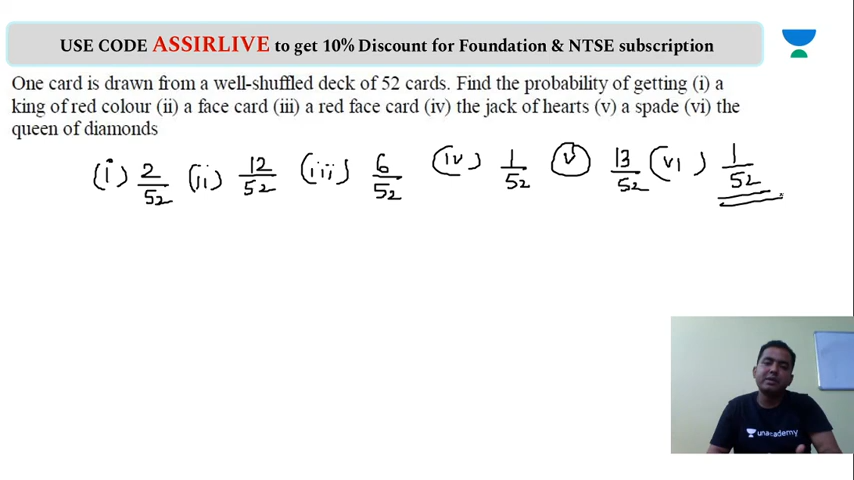 USE CODE ASSIRLIVE to get 10% Discount for Foundation & NTSE subscription
One card is drawn from a well-shuffled deck of 52 cards. Find the probability of getting (i) a
king of red colour (ii) a face card (iii) a red face card (iv) the jack of hearts (v) a spade (vi) the
queen of diamonds
(i) 2/52 (ii) 12/52 (iii) 6/52 (iv) 1/52 (v) 13/52 (vi) 1/52
unacademy